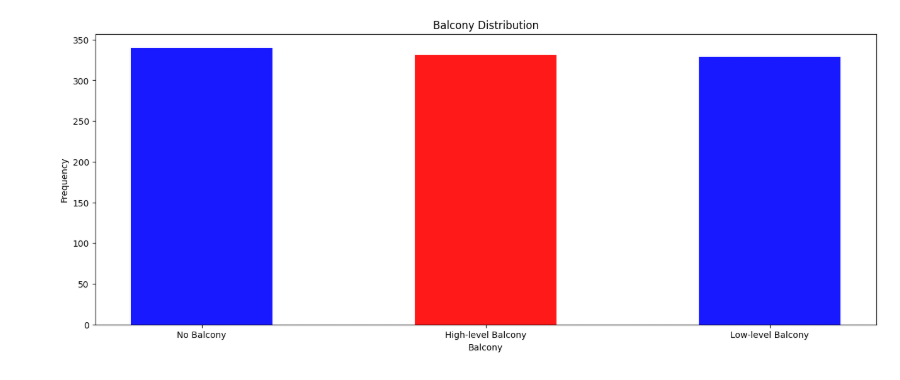 Balcony Distribution
350
300
250
200
150
100
50
0
Frequency
No Balcony
High-level Balcony
Low-level Balcony
Balcony